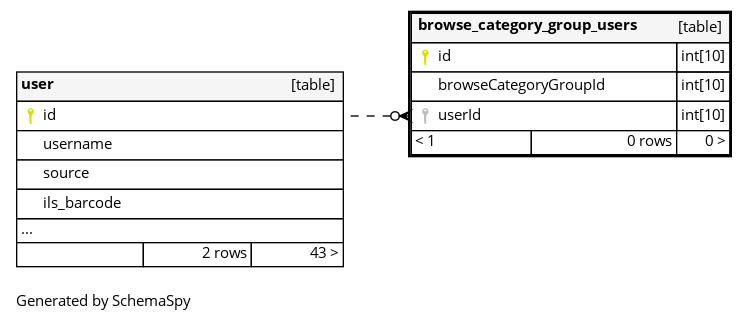 browse_category_group_users [table]
id int[10]
browseCategoryGroupId int[10]
userId int[10]
< 1 0 rows 0 >
user [table]
id
username
source
ils_barcode
...
2 rows 43 >
Generated by SchemaSpy